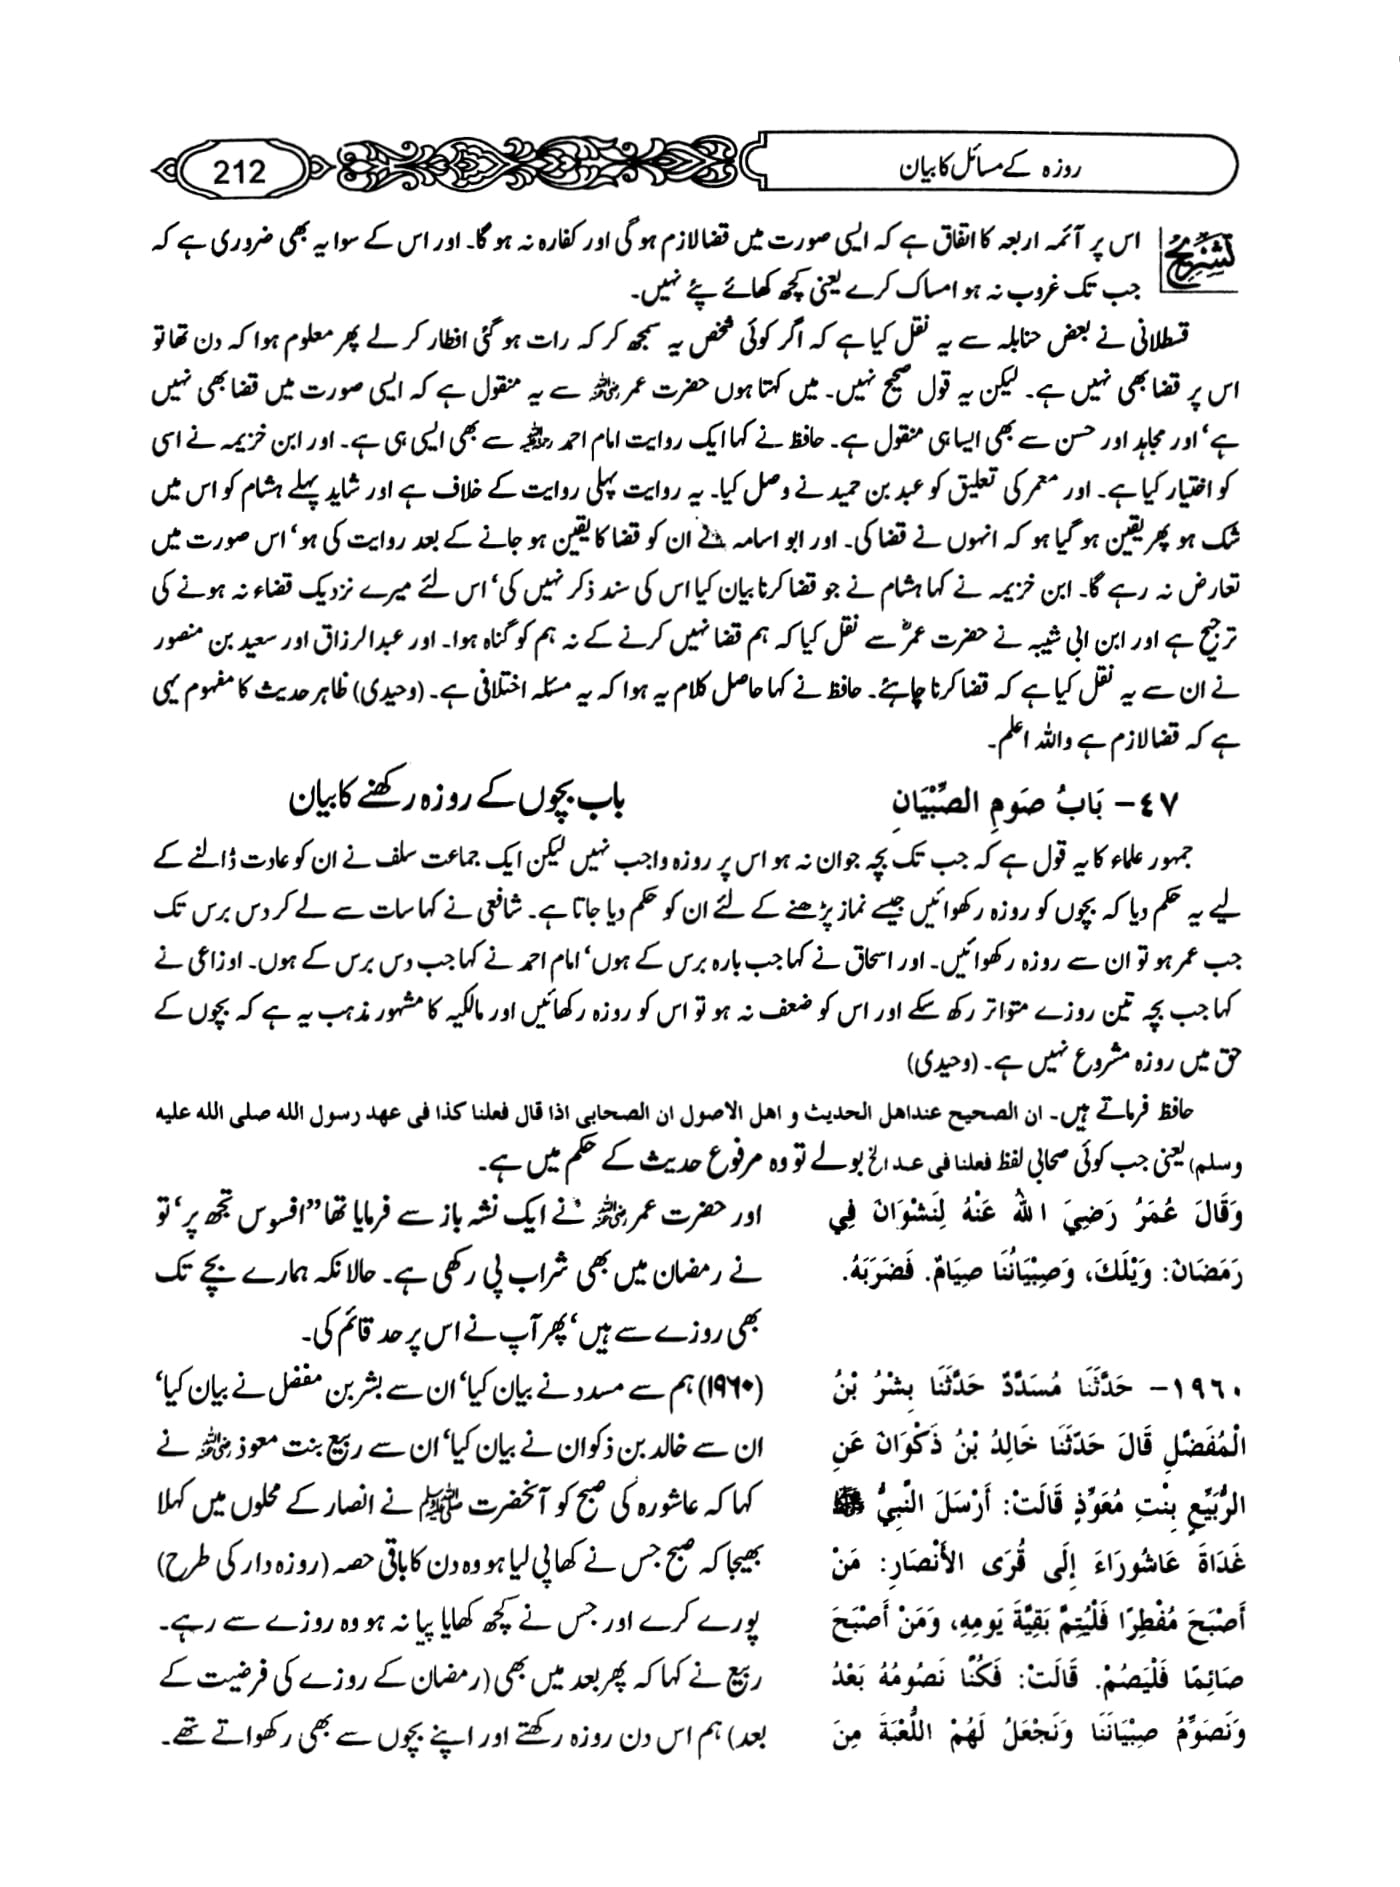 روزہ کے مسائل کا بیان
212
تشریح
اس پر آئمہ اربعہ کا اتفاق ہے کہ ایسی صورت میں قضا لازم ہوگی اور کفارہ نہ ہو گا۔ اور اس کے سوا یہ بھی ضروری ہے کہ
جب تک غروب نہ ہو امساک کرے یعنی کچھ کھائے پئے نہیں۔
قسطلانی نے بعض حنابلہ سے یہ نقل کیا ہے کہ اگر کوئی شخص یہ سمجھ کر کہ رات ہو گئی افطار کر لے پھر معلوم ہوا کہ دن تھا تو
اس پر قضا بھی نہیں ہے۔ لیکن یہ قول صحیح نہیں۔ میں کہتا ہوں حضرت عمر رضی اللہ عنہ سے یہ منقول ہے کہ ایسی صورت میں قضا بھی نہیں
ہے‘ اور مجاہد اور حسن سے بھی ایسا ہی منقول ہے۔ حافظ نے کہا ایک روایت امام احمد رحمۃ اللہ علیہ سے بھی ایسی ہی ہے۔ اور ابن خزیمہ نے اسی
کو اختیار کیا ہے۔ اور معمر کی تعلیق کو عبد بن حمید نے وصل کیا۔ یہ روایت پہلی روایت کے خلاف ہے اور شاید پہلے ہشام کو اس میں
شک ہو پھر یقین ہو گیا ہو کہ انہوں نے قضا کی۔ اور ابو اسامہ نے ان کو قضا کا یقین ہو جانے کے بعد روایت کی ہو‘ اس صورت میں
تعارض نہ رہے گا۔ ابن خزیمہ نے کہا ہشام نے جو قضا کرنا بیان کیا اس کی سند ذکر نہیں کی‘ اس لئے میرے نزدیک قضاء نہ ہونے کی
ترجیح ہے اور ابن ابی شیبہ نے حضرت عمرؓ سے نقل کیا کہ ہم قضا نہیں کرنے کے نہ ہم کو گناہ ہوا۔ اور عبدالرزاق اور سعید بن منصور
نے ان سے یہ نقل کیا ہے کہ قضا کرنا چاہئے۔ حافظ نے کہا حاصل کلام یہ ہوا کہ یہ مسئلہ اختلافی ہے۔ (وحیدی) ظاہر حدیث کا مفہوم یہی
ہے کہ قضا لازم ہے واللہ اعلم۔
٤٧- بَابُ صَومِ الصِّبْيَانِ
باب بچوں کے روزہ رکھنے کا بیان
جمہور علماء کا یہ قول ہے کہ جب تک بچہ جوان نہ ہو اس پر روزہ واجب نہیں لیکن ایک جماعت سلف نے ان کو عادت ڈالنے کے
لیے یہ حکم دیا کہ بچوں کو روزہ رکھوائیں جیسے نماز پڑھنے کے لئے ان کو حکم دیا جاتا ہے۔ شافعی نے کہا سات سے لے کر دس برس تک
جب عمر ہو تو ان سے روزہ رکھوائیں۔ اور اسحاق نے کہا جب بارہ برس کے ہوں‘ امام احمد نے کہا جب دس برس کے ہوں۔ اوزاعی نے
کہا جب بچہ تین روزے متواتر رکھ سکے اور اس کو ضعف نہ ہو تو اس کو روزہ رکھائیں اور مالکیہ کا مشہور مذہب یہ ہے کہ بچوں کے
حق میں روزہ مشروع نہیں ہے۔ (وحیدی)
حافظ فرماتے ہیں۔ ان الصحیح عنداھل الحدیث و اھل الاصول ان الصحابی اذا قال فعلنا کذا فی عھد رسول اللہ صلی اللہ علیہ
وسلم) یعنی جب کوئی صحابی لفظ فعلنا فی عہد الخ بولے تو وہ مرفوع حدیث کے حکم میں ہے۔
وَقَالَ عُمَرُ رَضِيَ اللهُ عَنْهُ لِنَشْوَانَ فِي
رَمَضَانَ: وَيْلَكَ، وَصِبْيَانُنَا صِيَامٌ. فَضَرَبَهُ.
اور حضرت عمر رضی اللہ عنہ نے ایک نشہ باز سے فرمایا تھا ”افسوس تجھ پر‘ تو
نے رمضان میں بھی شراب پی رکھی ہے۔ حالانکہ ہمارے بچے تک
بھی روزے سے ہیں‘ پھر آپ نے اس پر حد قائم کی۔
١٩٦٠- حَدَّثَنَا مُسَدَّدٌ حَدَّثَنَا بِشْرُ بْنُ
الْمُفَضَّلِ قَالَ حَدَّثَنَا خَالِدُ بْنُ ذَكْوَانَ عَنِ
الرُّبَيِّعِ بِنْتِ مُعَوِّذٍ قَالَتْ: أَرْسَلَ النَّبِيُّ ﷺ
غَدَاةَ عَاشُورَاءَ إِلَى قُرَى الأَنْصَارِ: مَنْ
أَصْبَحَ مُفْطِرًا فَلْيُتِمَّ بَقِيَّةَ يَومِهِ، وَمَنْ أَصْبَحَ
صَائِمًا فَلْيَصُمْ. قَالَتْ: فَكُنَّا نَصُومُهُ بَعْدُ
وَنُصَوِّمُ صِبْيَانَنَا وَنَجْعَلُ لَهُمْ اللُّعْبَةَ مِنَ
(۱۹۶۰) ہم سے مسدد نے بیان کیا‘ ان سے بشر بن مفضل نے بیان کیا‘
ان سے خالد بن ذکوان نے بیان کیا‘ ان سے ربیع بنت معوذ رضی اللہ عنہا نے
کہا کہ عاشورہ کی صبح کو آنحضرت ﷺ نے انصار کے محلوں میں کہلا
بھیجا کہ صبح جس نے کھا پی لیا ہو وہ دن کا باقی حصہ (روزہ دار کی طرح)
پورے کرے اور جس نے کچھ کھایا پیا نہ ہو وہ روزے سے رہے۔
ربیع نے کہا کہ پھر بعد میں بھی (رمضان کے روزے کی فرضیت کے
بعد) ہم اس دن روزہ رکھتے اور اپنے بچوں سے بھی رکھواتے تھے۔